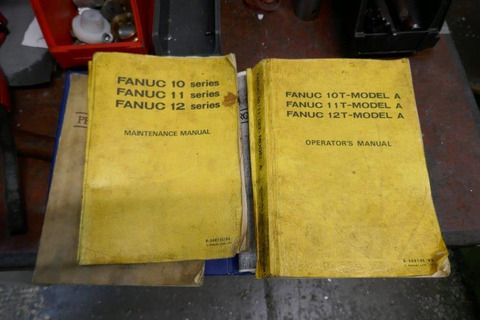 FANUC 10 series
FANUC 11 series
FANUC 12 series
MAINTENANCE MANUAL
FANUC 10T-MODEL A
FANUC 11T-MODEL A
FANUC 12T-MODEL A
OPERATOR'S MANUAL